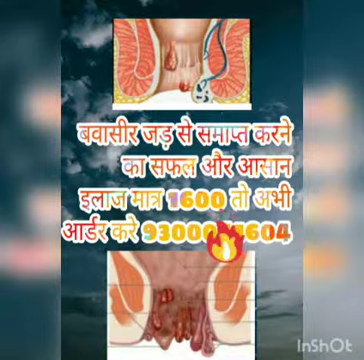 बवासीर जड़ से समाप्त करने
का सफल और आसान
इलाज मात्र 1600 तो अभी
आर्डर करे
InShOt